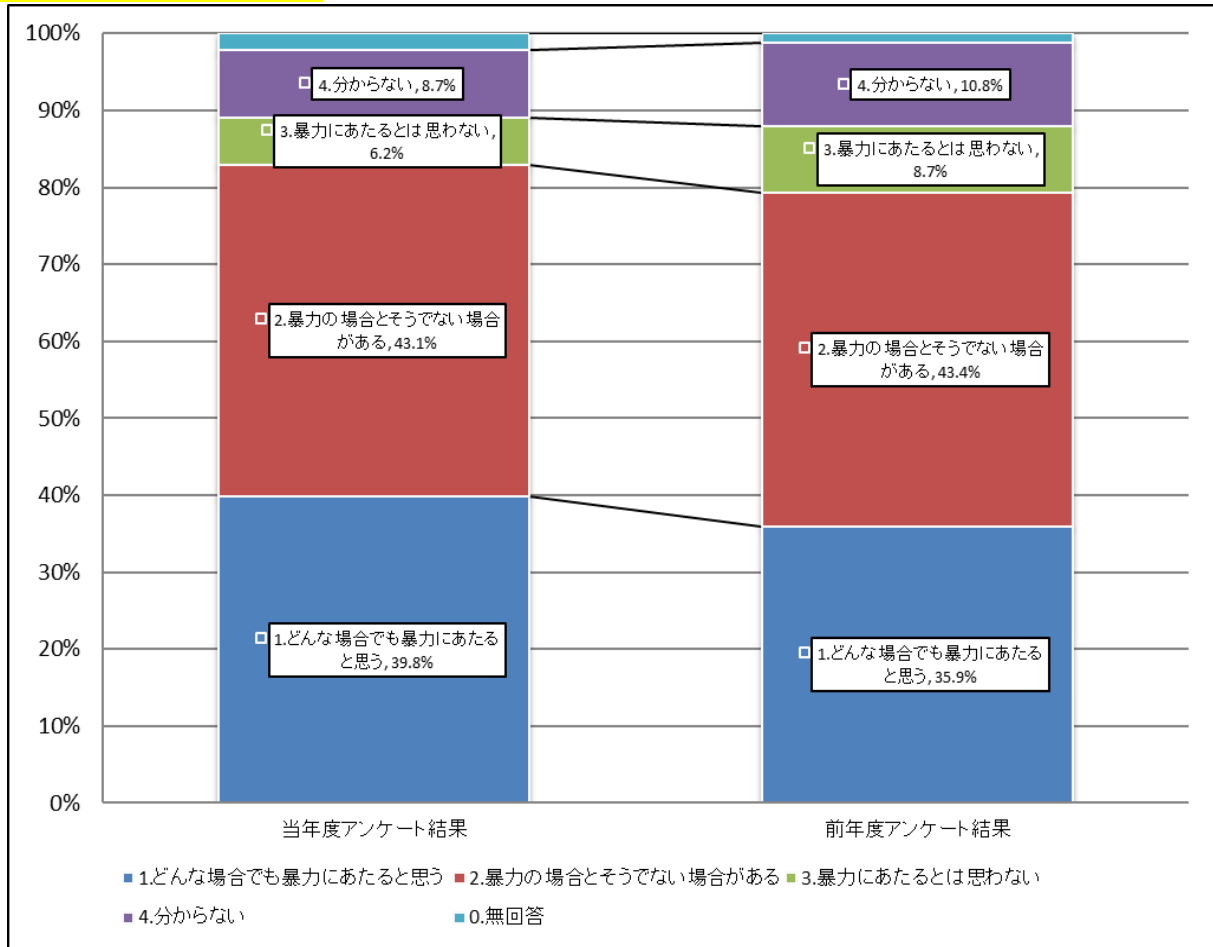 100%
90%
80%
70%
60%
50%
40%
30%
20%
10%
0%
4.分からない, 8.7%
3.暴力にあたるとは思わない,
6.2%
2.暴力の場合とそうでない場合
がある, 43.1%
1.どんな場合でも暴力にあたる
と思う, 39.8%
4.分からない, 10.8%
3.暴力にあたるとは思わない,
8.7%
2.暴力の場合とそうでない場合
がある, 43.4%
1.どんな場合でも暴力にあたる
と思う, 35.9%
当年度アンケート結果
前年度アンケート結果
1.どんな場合でも暴力にあたると思う 2.暴力の場合とそうでない場合がある 3.暴力にあたるとは思わない
4.分からない 0.無回答